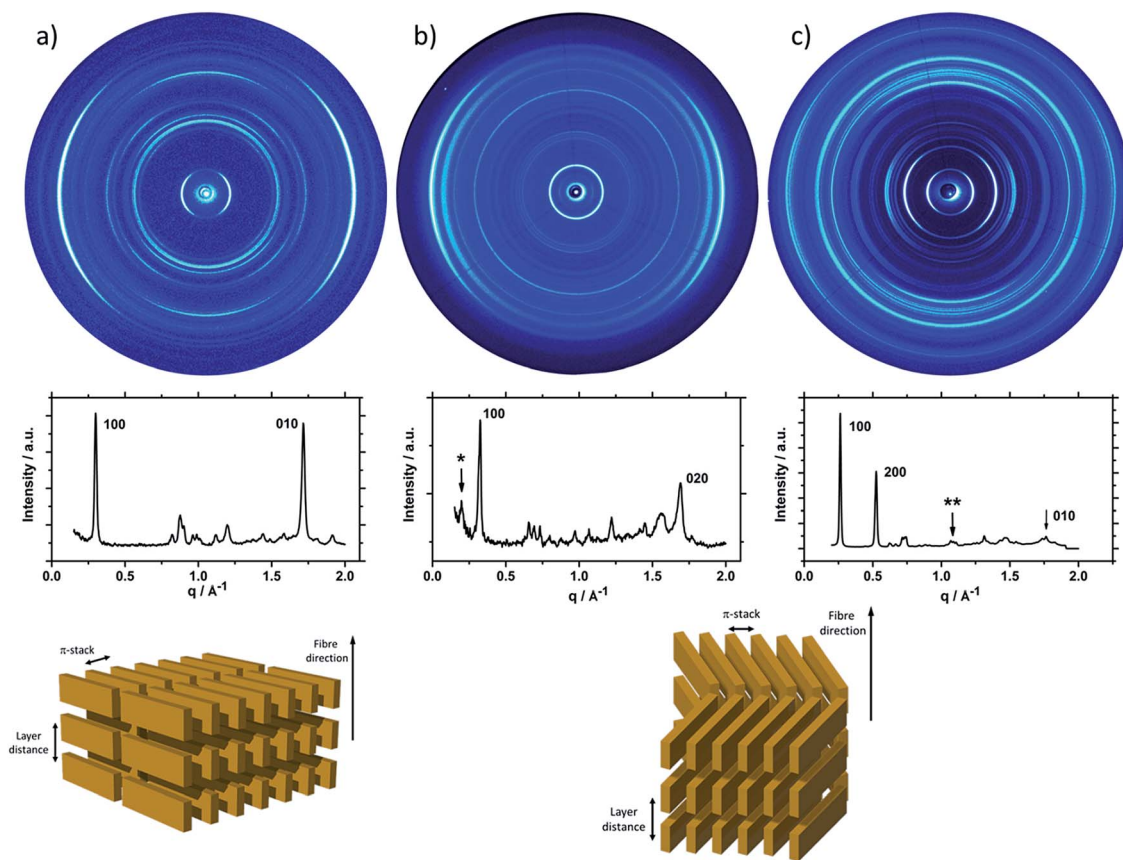 a)
b)
c)
Intensity / a.u.
100
010
0.0 0.5 1.0 1.5 2.0
q / Å⁻¹
Intensity / a.u.
*
100
020
0.0 0.5 1.0 1.5 2.0
q / Å⁻¹
Intensity / a.u.
100
200
**
010
0.0 0.5 1.0 1.5 2.0
q / Å⁻¹
π-stack
Fibre
direction
Layer
distance
π-stack
Fibre
direction
Layer
distance